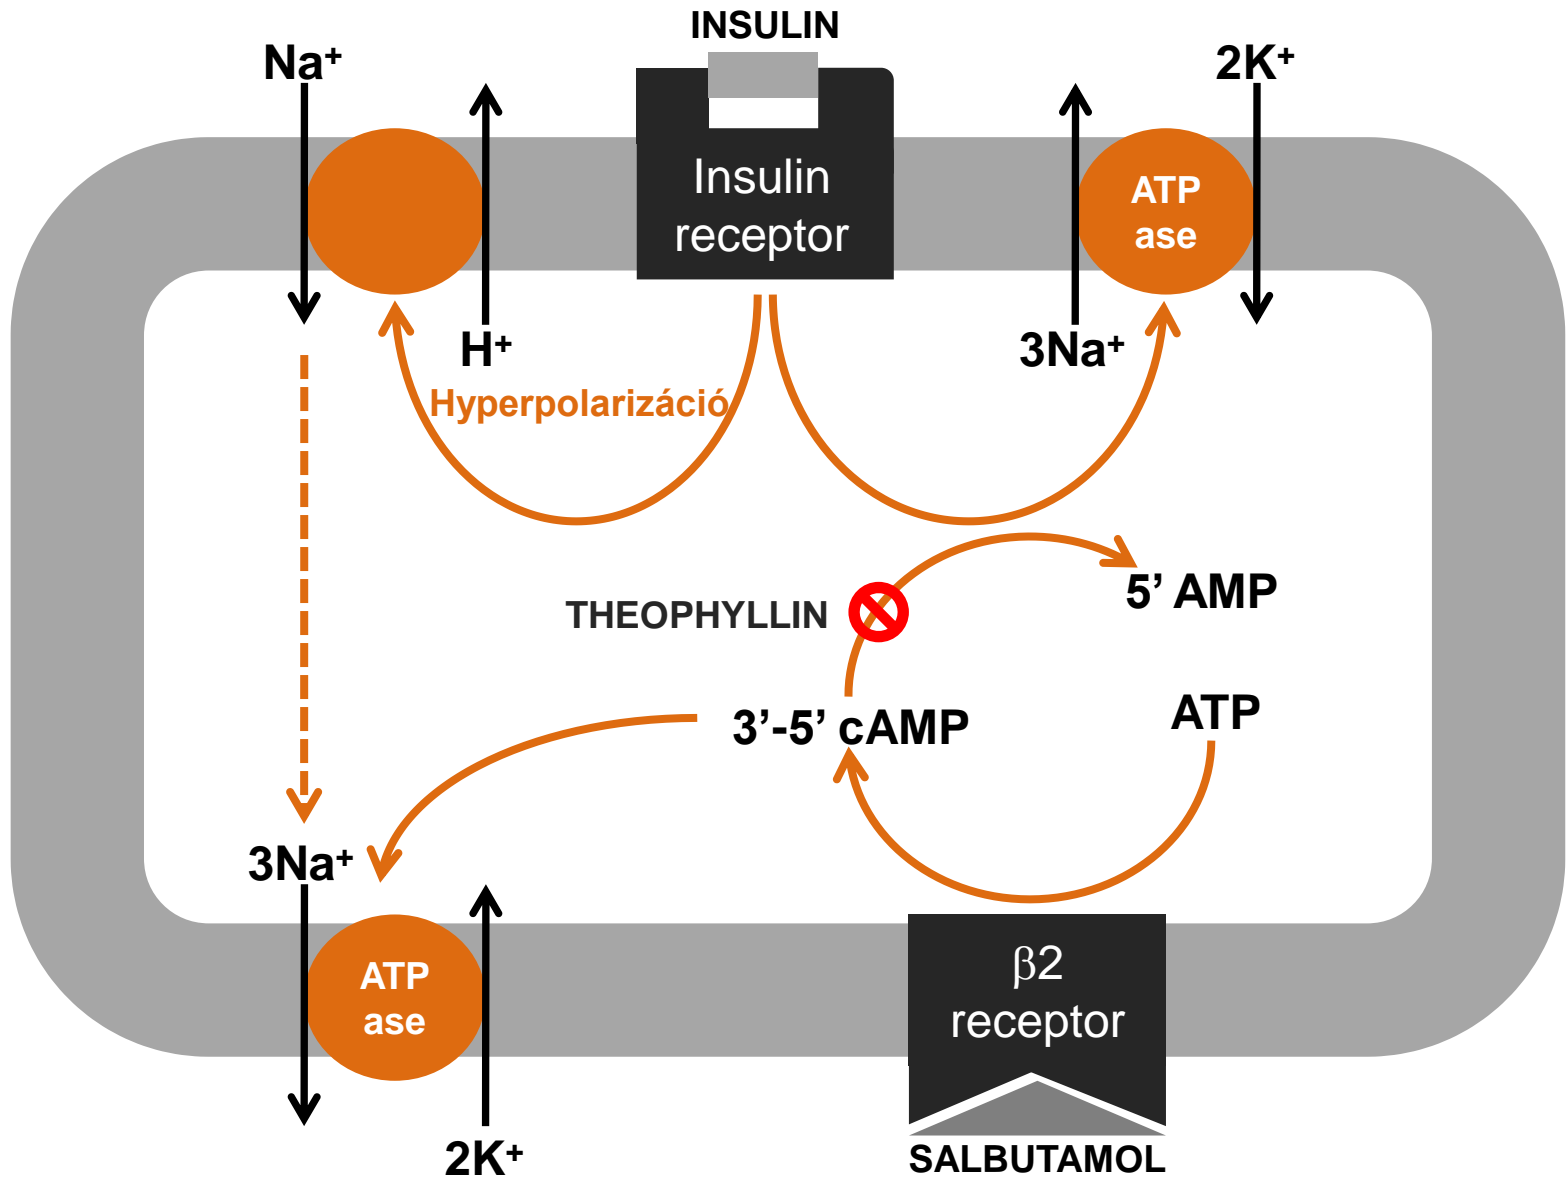 INSULIN
Na⁺
2K⁺
Insulin
receptor
ATP
ase
H⁺
3Na⁺
Hyperpolarizáció
5’ AMP
THEOPHYLLIN
3’-5’ cAMP
ATP
3Na⁺
ATP
ase
β2
receptor
2K⁺
SALBUTAMOL